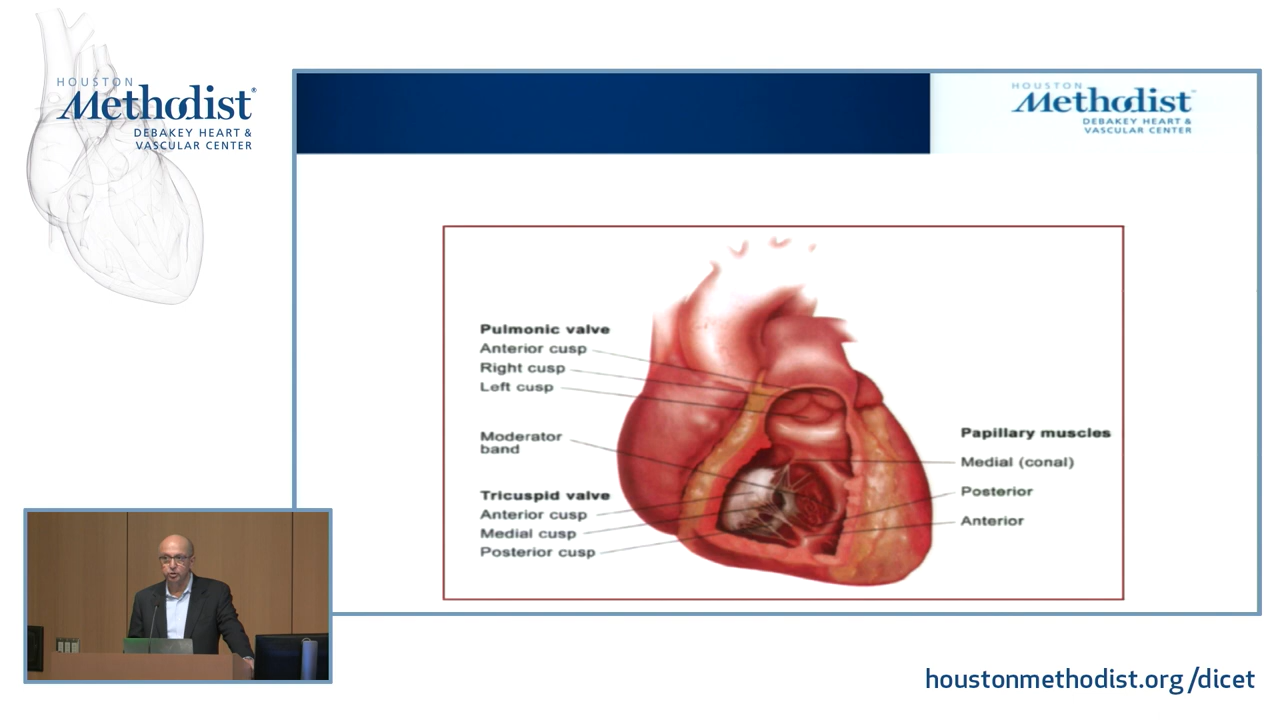 HOUSTON
Methodist®
DEBAKEY HEART &
VASCULAR CENTER
HOUSTON
Methodist
DEBAKEY HEART &
VASCULAR CENTER
Pulmonic valve
Anterior cusp
Right cusp
Left cusp
Moderator
band
Tricuspid valve
Anterior cusp
Medial cusp
Posterior cusp
Papillary muscles
Medial (conal)
Posterior
Anterior
houstonmethodist.org/dicet